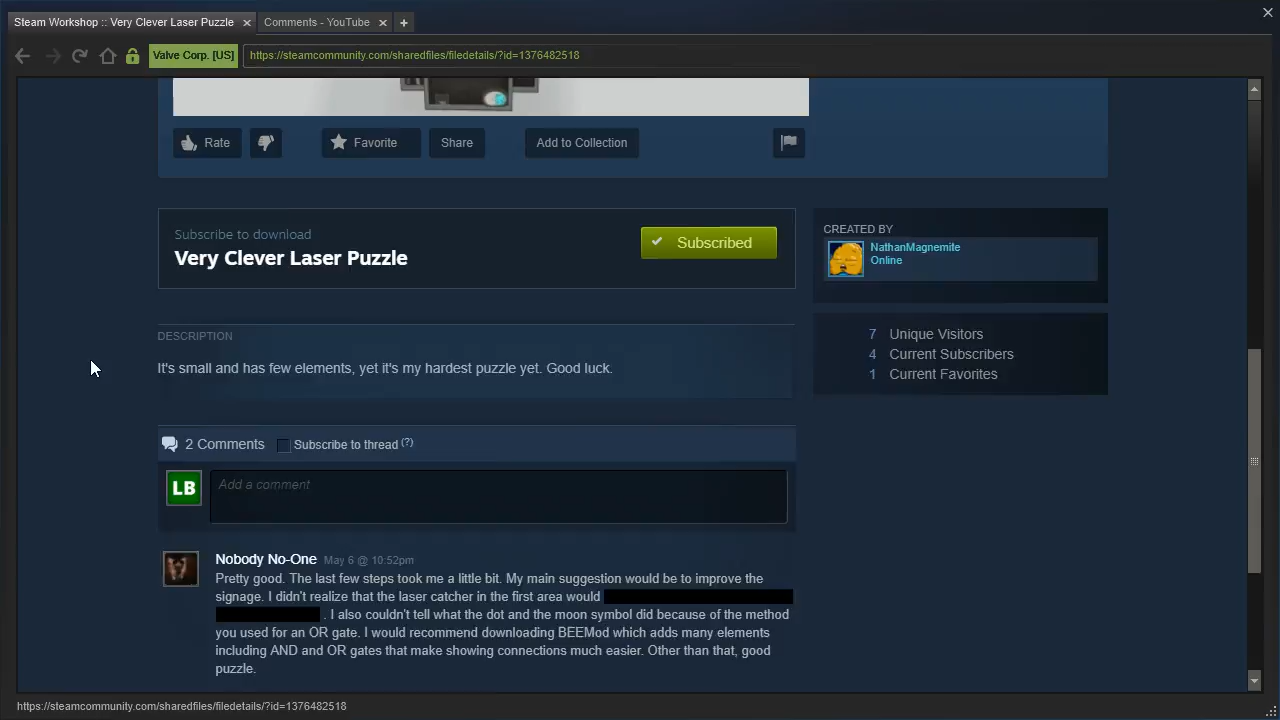 Steam Workshop :: Very Clever Laser Puzzle
Comments - YouTube
Valve Corp. [US]
https://steamcommunity.com/sharedfiles/filedetails/?id=1376482518
Rate
Favorite
Share
Add to Collection
Subscribe to download
Very Clever Laser Puzzle
Subscribed
CREATED BY
NathanMagnemite
Online
7 Unique Visitors
4 Current Subscribers
1 Current Favorites
DESCRIPTION
It's small and has few elements, yet it's my hardest puzzle yet. Good luck.
2 Comments Subscribe to thread (?)
LB
Add a comment
Nobody No-One May 6 @ 10:52pm
Pretty good. The last few steps took me a little bit. My main suggestion would be to improve the
signage. I didn't realize that the laser catcher in the first area would
. I also couldn't tell what the dot and the moon symbol did because of the method
you used for an OR gate. I would recommend downloading BEEMod which adds many elements
including AND and OR gates that make showing connections much easier. Other than that, good
puzzle.
https://steamcommunity.com/sharedfiles/filedetails/?id=1376482518